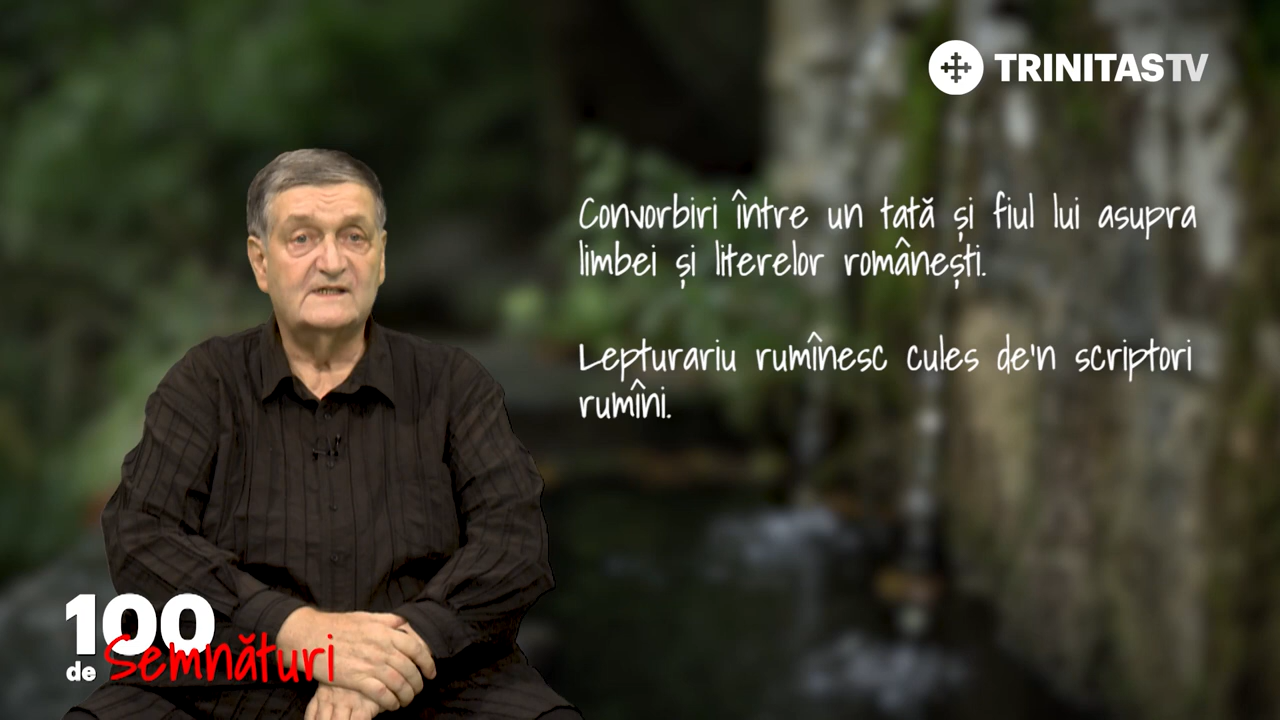 TRINITASTV
Convorbiri între un tată și fiul lui asupra
limbei și literelor românești.
Lepturariu rumînesc cules de'n scriptori
rumîni.
100
de Semnături